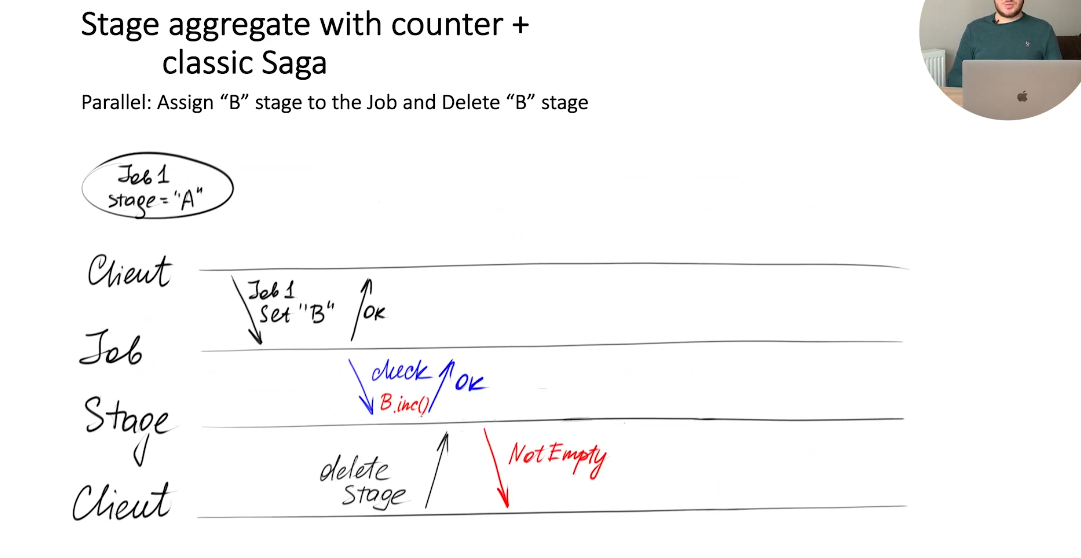 Stage aggregate with counter +
classic Saga
Parallel: Assign “B” stage to the Job and Delete “B” stage
Job 1
stage = "A"
Client
Job 1
Set "B"
OK
Job
check
OK
B.inc()
Stage
Not Empty
delete
Stage
Client